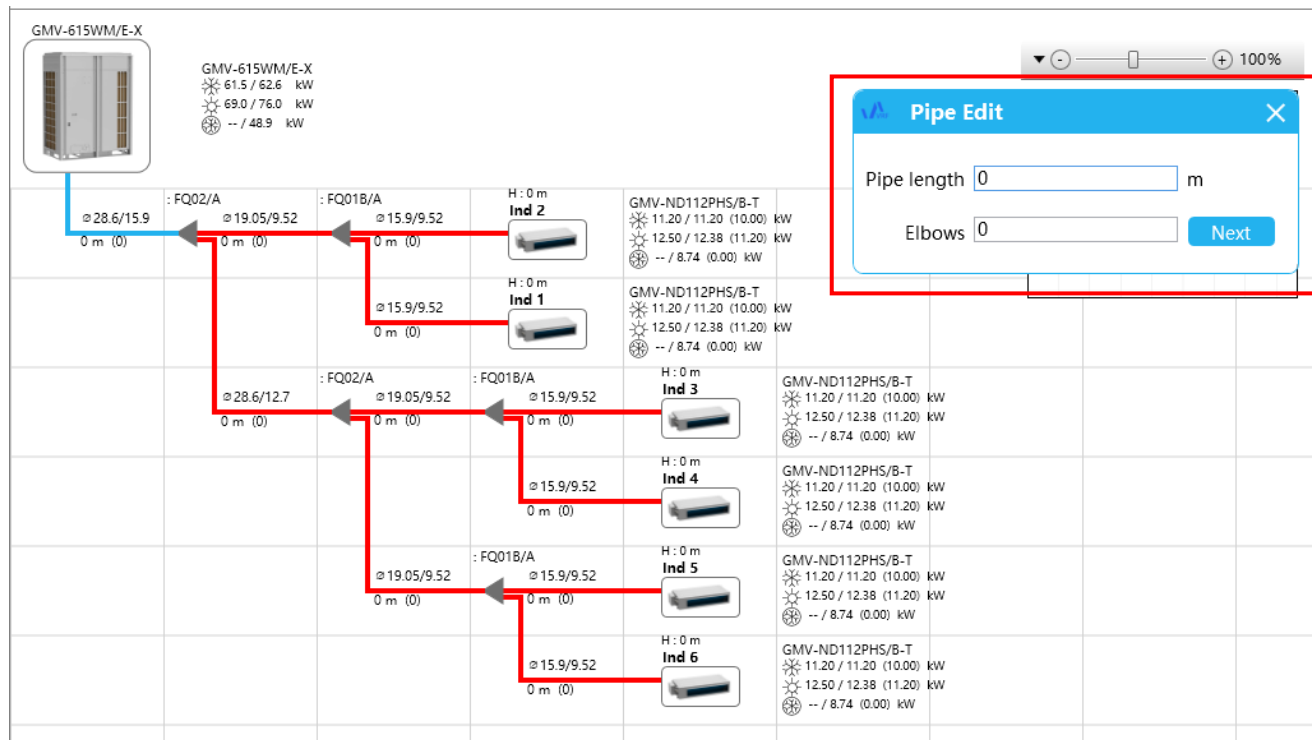 GMV-615WM/E-X
GMV-615WM/E-X
61.5 / 62.6 kW
69.0 / 76.0 kW
-- / 48.9 kW
100%
Pipe Edit
Pipe length 0 m
Elbows 0 Next
: FQ02/A
⌀28.6/15.9
0 m (0)
⌀19.05/9.52
0 m (0)
: FQ01B/A
⌀15.9/9.52
0 m (0)
H : 0 m
Ind 2
GMV-ND112PHS/B-T
11.20 / 11.20 (10.00) kW
12.50 / 12.38 (11.20) kW
-- / 8.74 (0.00) kW
⌀15.9/9.52
0 m (0)
H : 0 m
Ind 1
GMV-ND112PHS/B-T
11.20 / 11.20 (10.00) kW
12.50 / 12.38 (11.20) kW
-- / 8.74 (0.00) kW
⌀28.6/12.7
0 m (0)
: FQ02/A
⌀19.05/9.52
0 m (0)
: FQ01B/A
⌀15.9/9.52
0 m (0)
H : 0 m
Ind 3
GMV-ND112PHS/B-T
11.20 / 11.20 (10.00) kW
12.50 / 12.38 (11.20) kW
-- / 8.74 (0.00) kW
⌀15.9/9.52
0 m (0)
H : 0 m
Ind 4
GMV-ND112PHS/B-T
11.20 / 11.20 (10.00) kW
12.50 / 12.38 (11.20) kW
-- / 8.74 (0.00) kW
⌀19.05/9.52
0 m (0)
: FQ01B/A
⌀15.9/9.52
0 m (0)
H : 0 m
Ind 5
GMV-ND112PHS/B-T
11.20 / 11.20 (10.00) kW
12.50 / 12.38 (11.20) kW
-- / 8.74 (0.00) kW
⌀15.9/9.52
0 m (0)
H : 0 m
Ind 6
GMV-ND112PHS/B-T
11.20 / 11.20 (10.00) kW
12.50 / 12.38 (11.20) kW
-- / 8.74 (0.00) kW